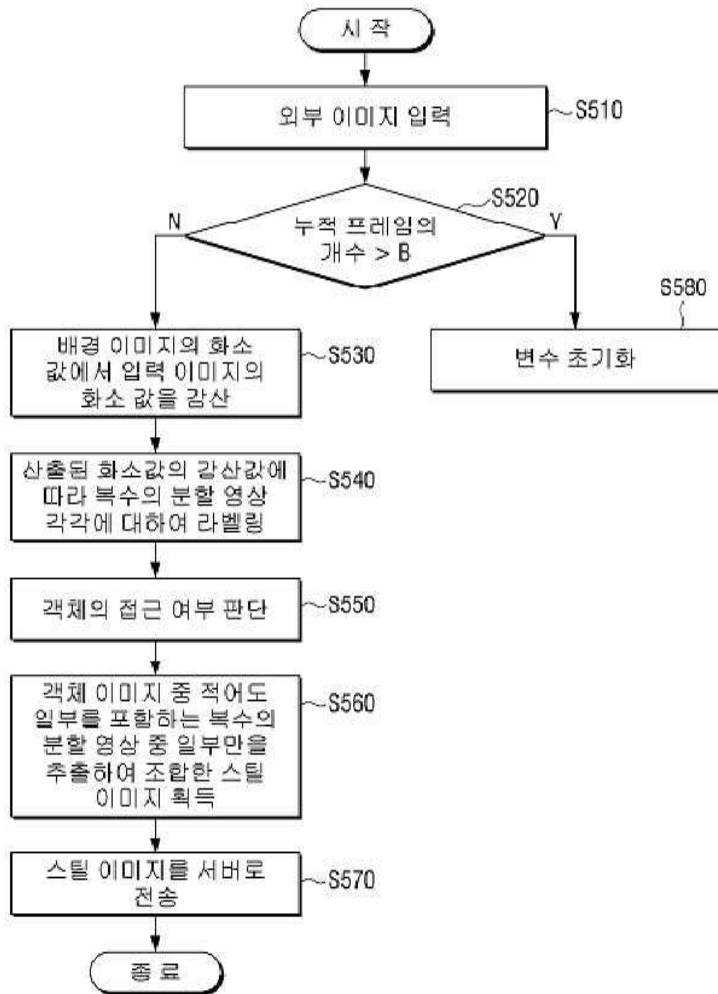 시 작
외부 이미지 입력
S510
S520
N
누적 프레임의
개수 > B
Y
S580
변수 초기화
배경 이미지의 화소
값에서 입력 이미지의
화소 값을 감산
S530
산출된 화소값의 감산값에
따라 복수의 분할 영상
각각에 대하여 라벨링
S540
객체의 접근 여부 판단
S550
객체 이미지 중 적어도
일부를 포함하는 복수의
분할 영상 중 일부만을
추출하여 조합한 스틸
이미지 획득
S560
스틸 이미지를 서버로
전송
S570
종 료